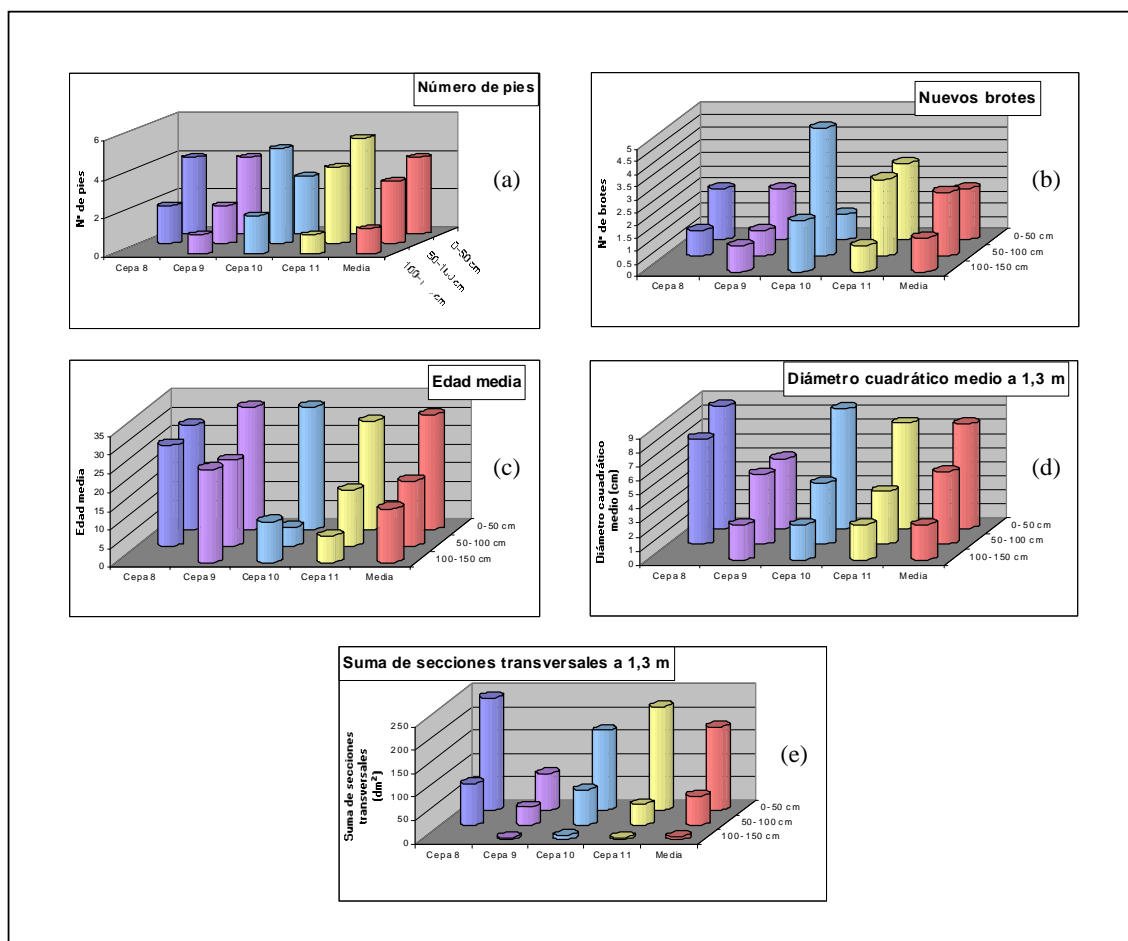 Número de pies
6
4
2
0
Nº de pies
Cepa 8
Cepa 9
Cepa 10
Cepa 11
Media
0-50 cm
cm
cm
(a)
Nuevos brotes
5
4.5
4
3.5
3
2.5
2
1.5
1
0.5
0
Nº de brotes
Cepa 8
Cepa 9
Cepa 10
Cepa 11
Media
0-50 cm
50-100 cm
100-150 cm
(b)
Edad media
35
30
25
20
15
10
5
0
Edad media
Cepa 8
Cepa 9
Cepa 10
Cepa 11
Media
0-50 cm
50-100 cm
100-150 cm
(c)
Diámetro cuadrático medio a 1,3 m
9
8
7
6
5
4
3
2
1
0
Diámetro cauadrático
medio (cm)
Cepa 8
Cepa 9
Cepa 10
Cepa 11
Media
0-50 cm
50-100 cm
100-150 cm
(d)
Suma de secciones transversales a 1,3 m
250
200
150
100
50
0
Suma de secciones
transversales
(dm²)
Cepa 8
Cepa 9
Cepa 10
Cepa 11
Media
0-50 cm
50-100 cm
100-150 cm
(e)